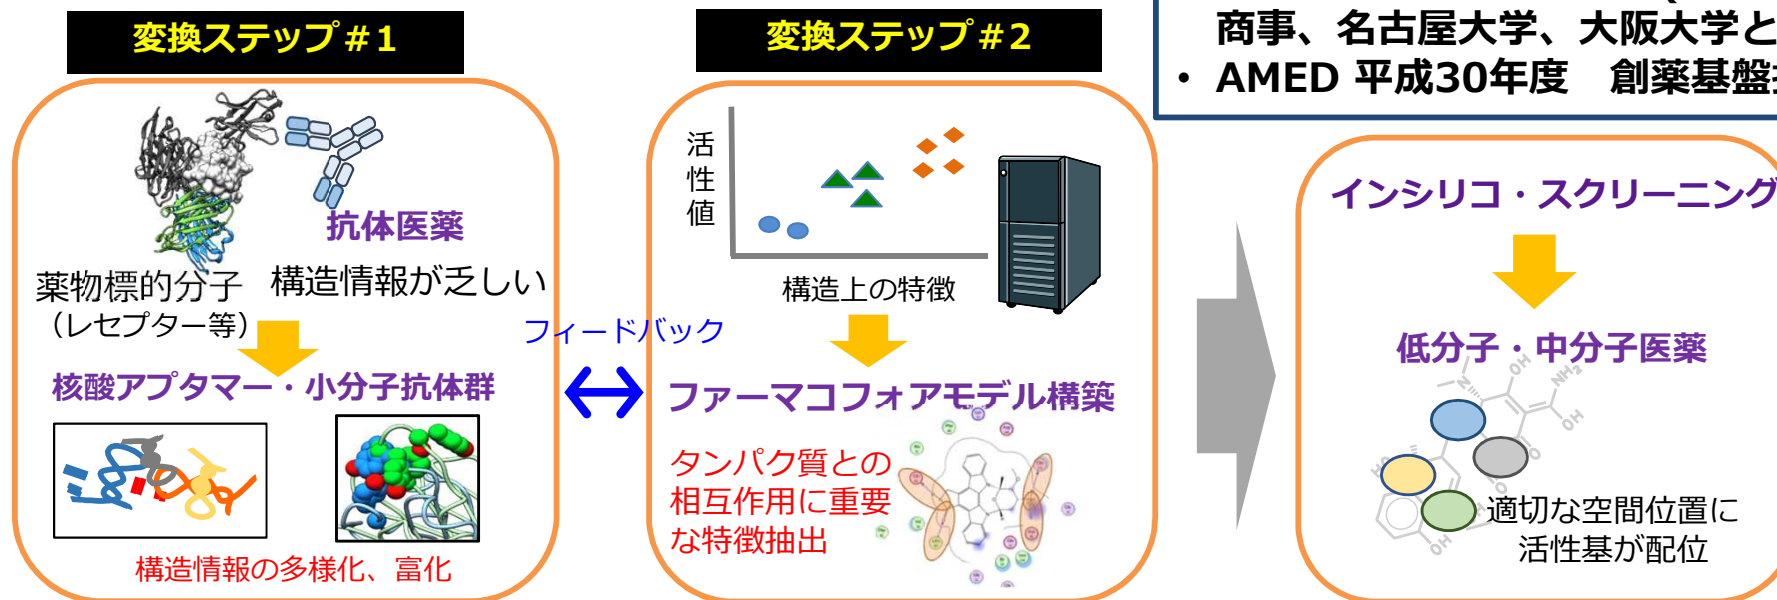 変換ステップ#1
抗体医薬
薬物標的分子
（レセプター等）
構造情報が乏しい
核酸アプタマー・小分子抗体群
構造情報の多様化、富化
フィードバック
変換ステップ#2
活性値
構造上の特徴
ファーマコフォアモデル構築
タンパク質との
相互作用に重要
な特徴抽出
商事、名古屋大学、大阪大学と
• AMED 平成30年度　創薬基盤
インシリコ・スクリーニング
低分子・中分子医薬
OH
NH₂
OH
O
O
OH
適切な空間位置に
活性基が配位